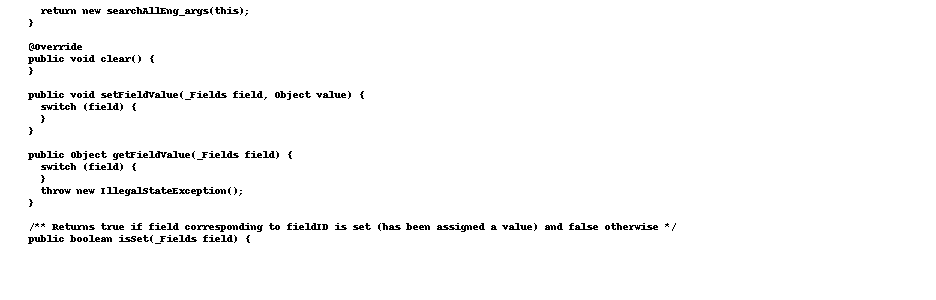 return new searchAllEng_args(this);
}
@Override
public void clear() {
}
public void setFieldValue(_Fields field, Object value) {
switch (field) {
}
}
public Object getFieldValue(_Fields field) {
switch (field) {
}
throw new IllegalStateException();
}
/** Returns true if field corresponding to fieldID is set (has been assigned a value) and false otherwise */
public boolean isSet(_Fields field) {